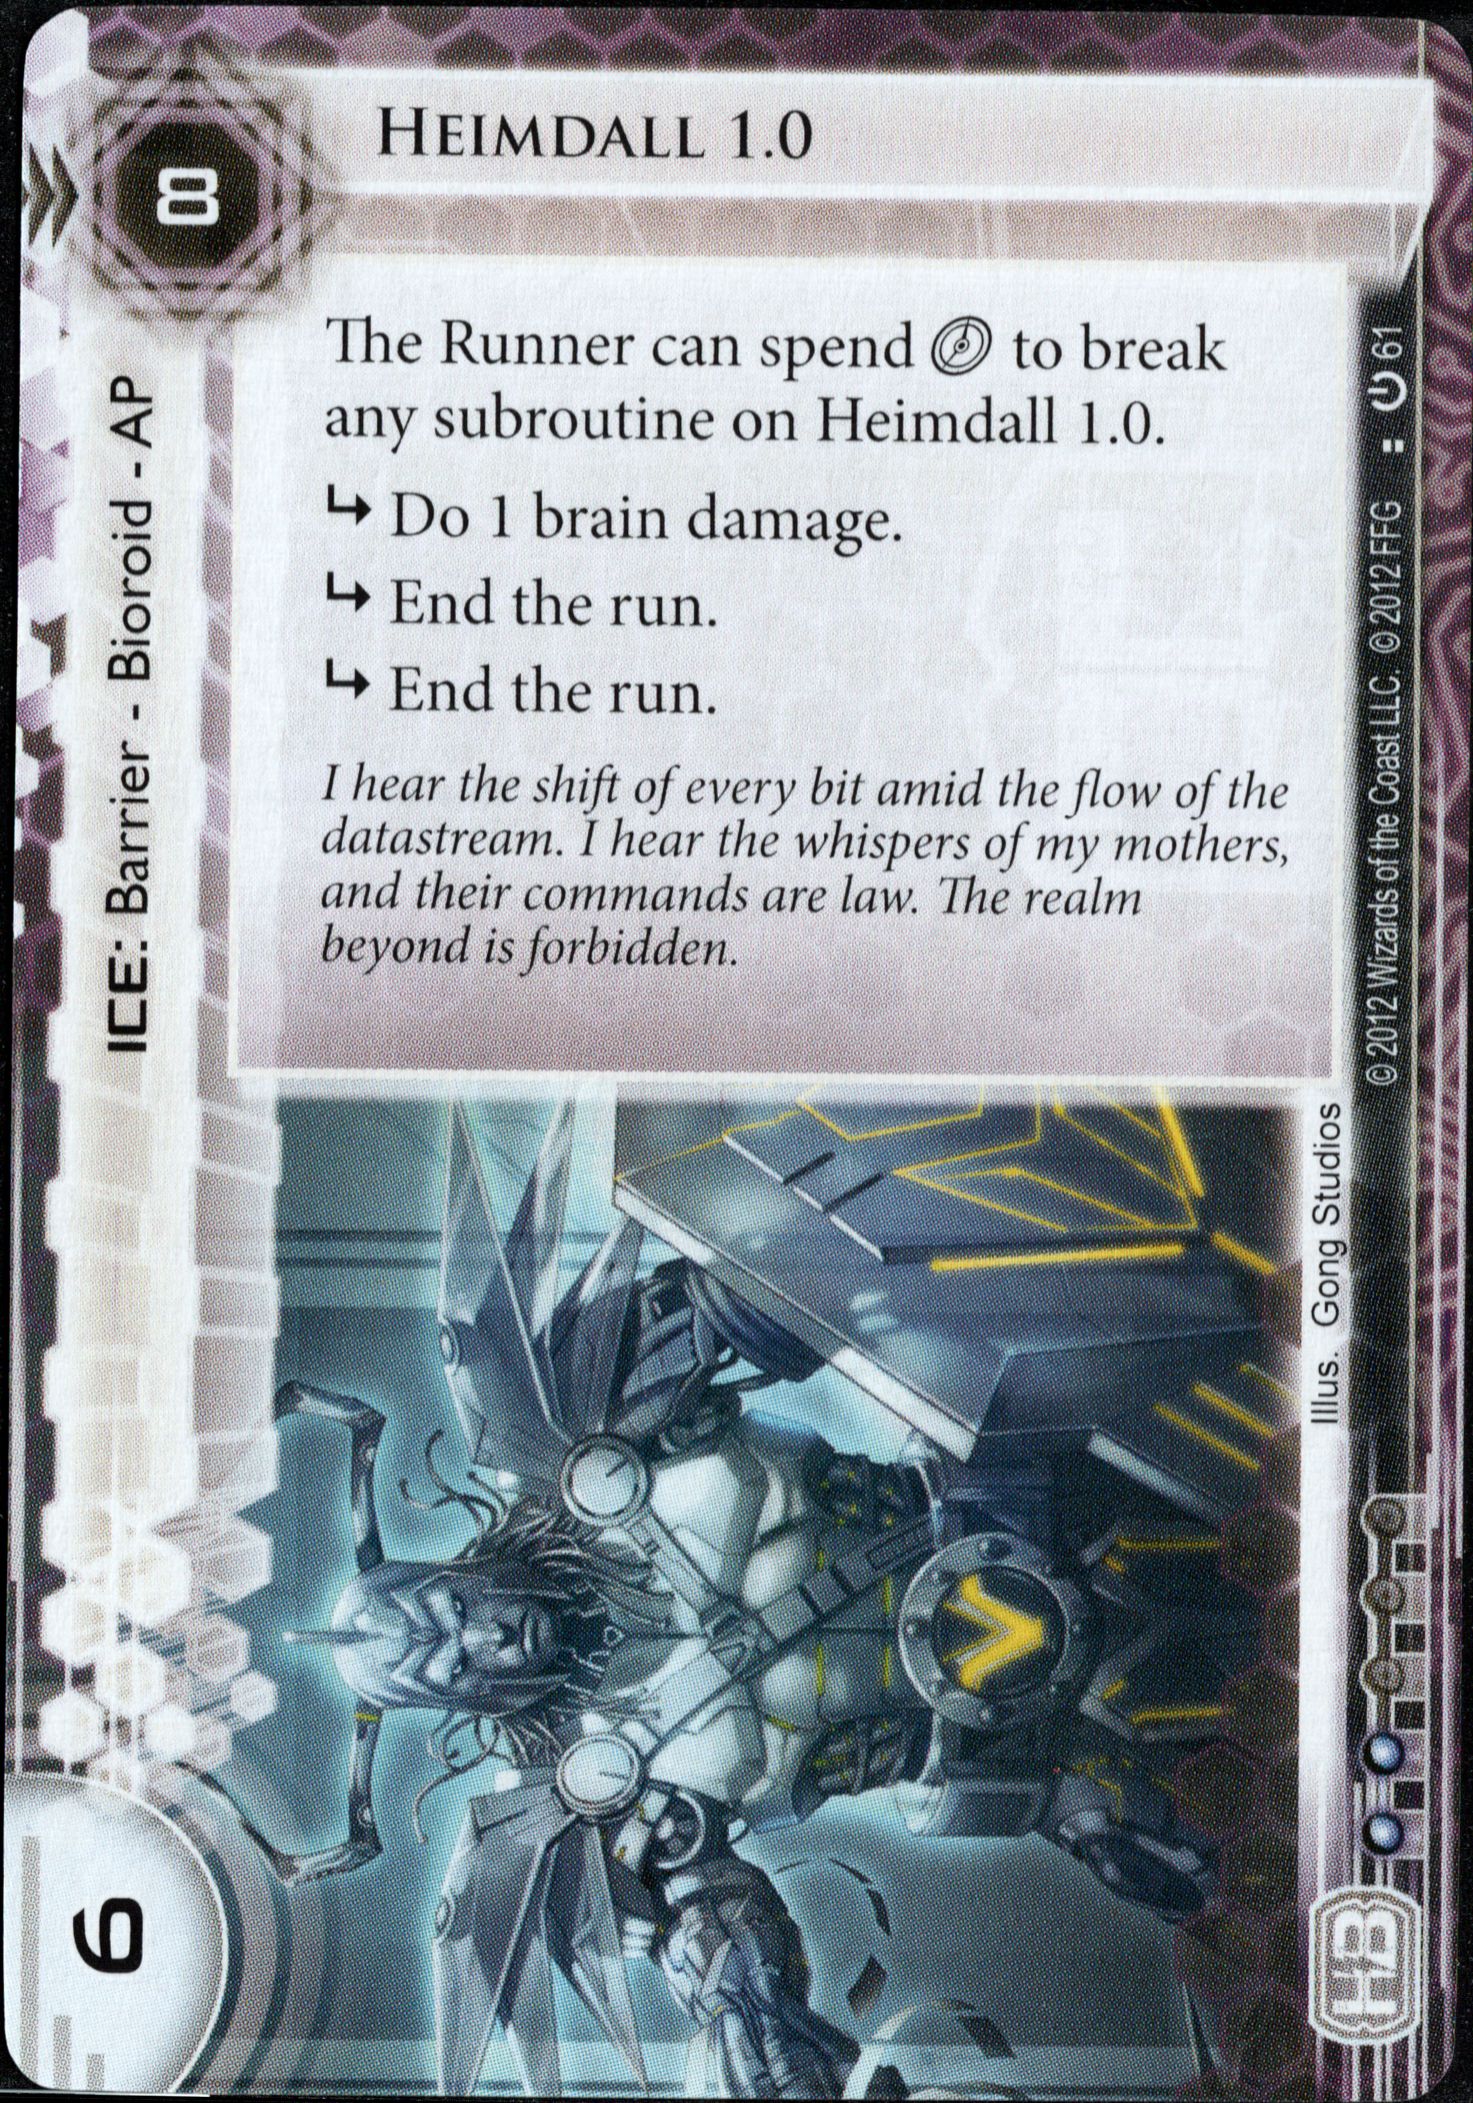 HEIMDALL 1.0
8
The Runner can spend to break
any subroutine on Heimdall 1.0.
Do 1 brain damage.
End the run.
End the run.
I hear the shift of every bit amid the flow of the
datastream. I hear the whispers of my mothers,
and their commands are law. The realm
beyond is forbidden.
ICE: Barrier - Bioroid - AP
6
Illus. Gong Studios
© 2012 Wizards of the Coast LLC. © 2012 FFG
61
HB